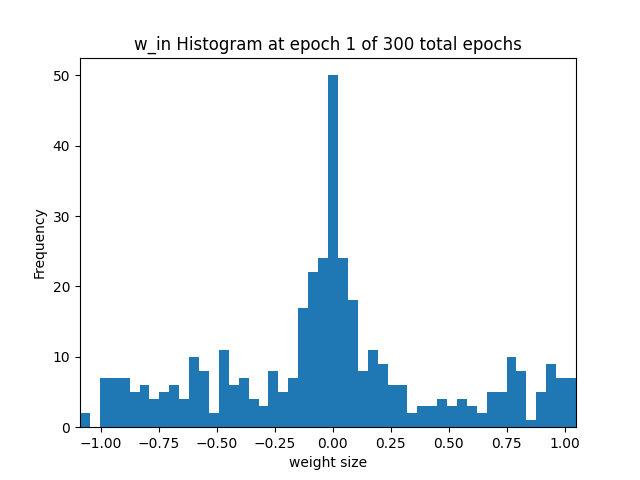 w_in Histogram at epoch 1 of 300 total epochs
50
40
30
20
10
0
Frequency
−1.00 −0.75 −0.50 −0.25 0.00 0.25 0.50 0.75 1.00
weight size